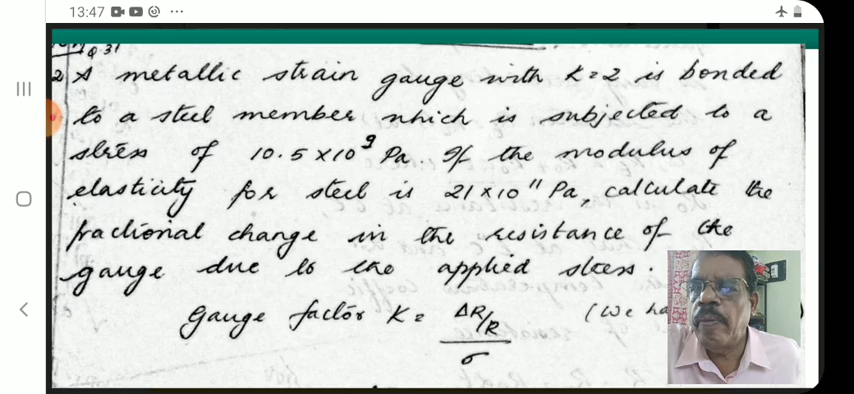 13:47
Q.31
2 A metallic strain gauge with K=2 is bonded
to a steel member which is subjected to a
stress of 10.5×10⁹ Pa. If the modulus of
elasticity for steel is 21×10¹¹ Pa, calculate the
fractional change in the resistance of the
gauge due to the applied stress.
Gauge factor K = ΔR/R (We ha
σ